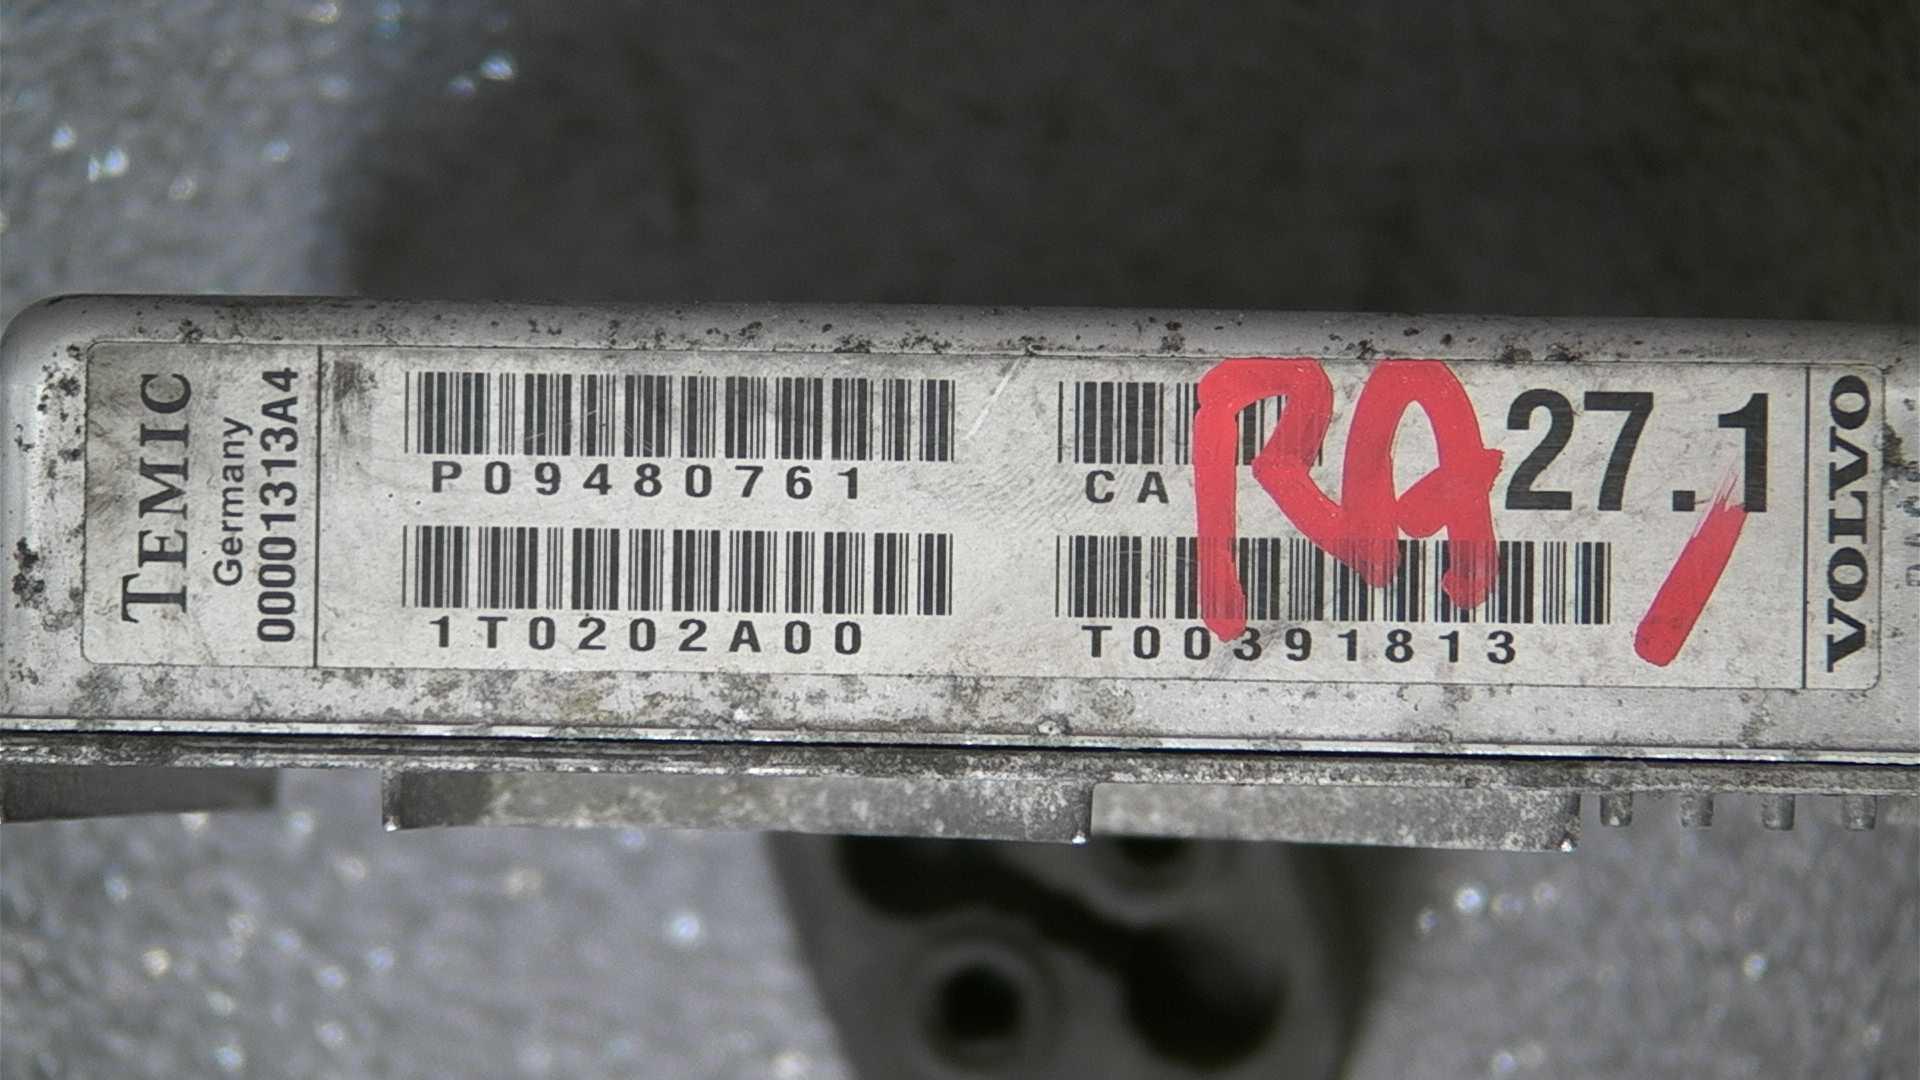 TEMIC
Germany
00001313A4
P09480761
1T0202A00
CA
RA
27.1
T00391813
VOLVO